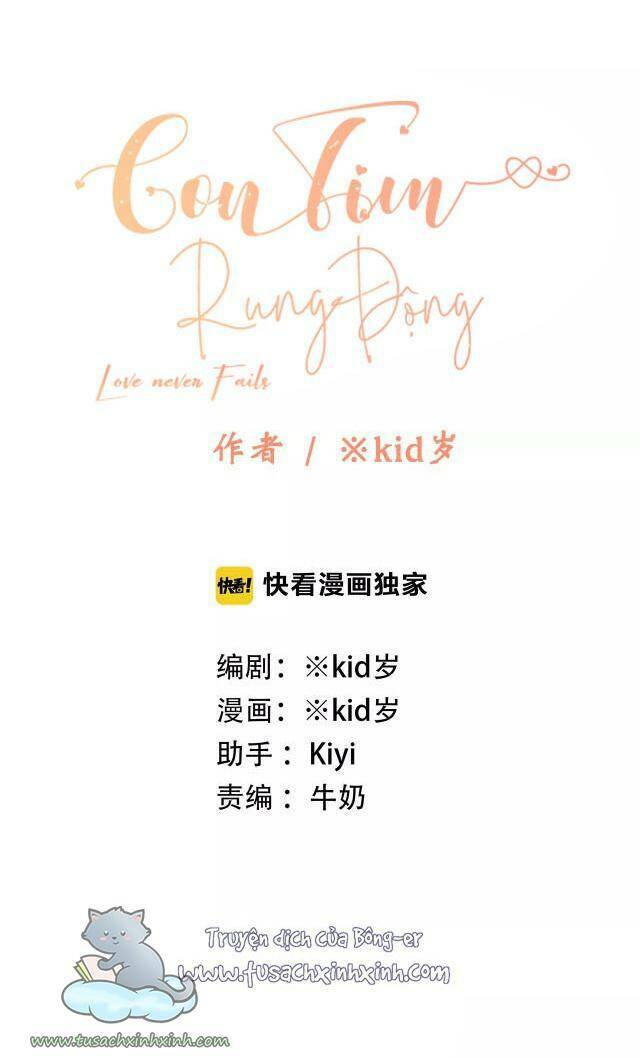 Con Tim
Rung Động
Love never Fails
作者 / ※kid岁
快看! 快看漫画独家
编剧：※kid岁
漫画：※kid岁
助手：Kiyi
责编：牛奶
Truyện dịch của Bông-er
www.tusachxinhxinh.com
www.tusachxinhxinh.com